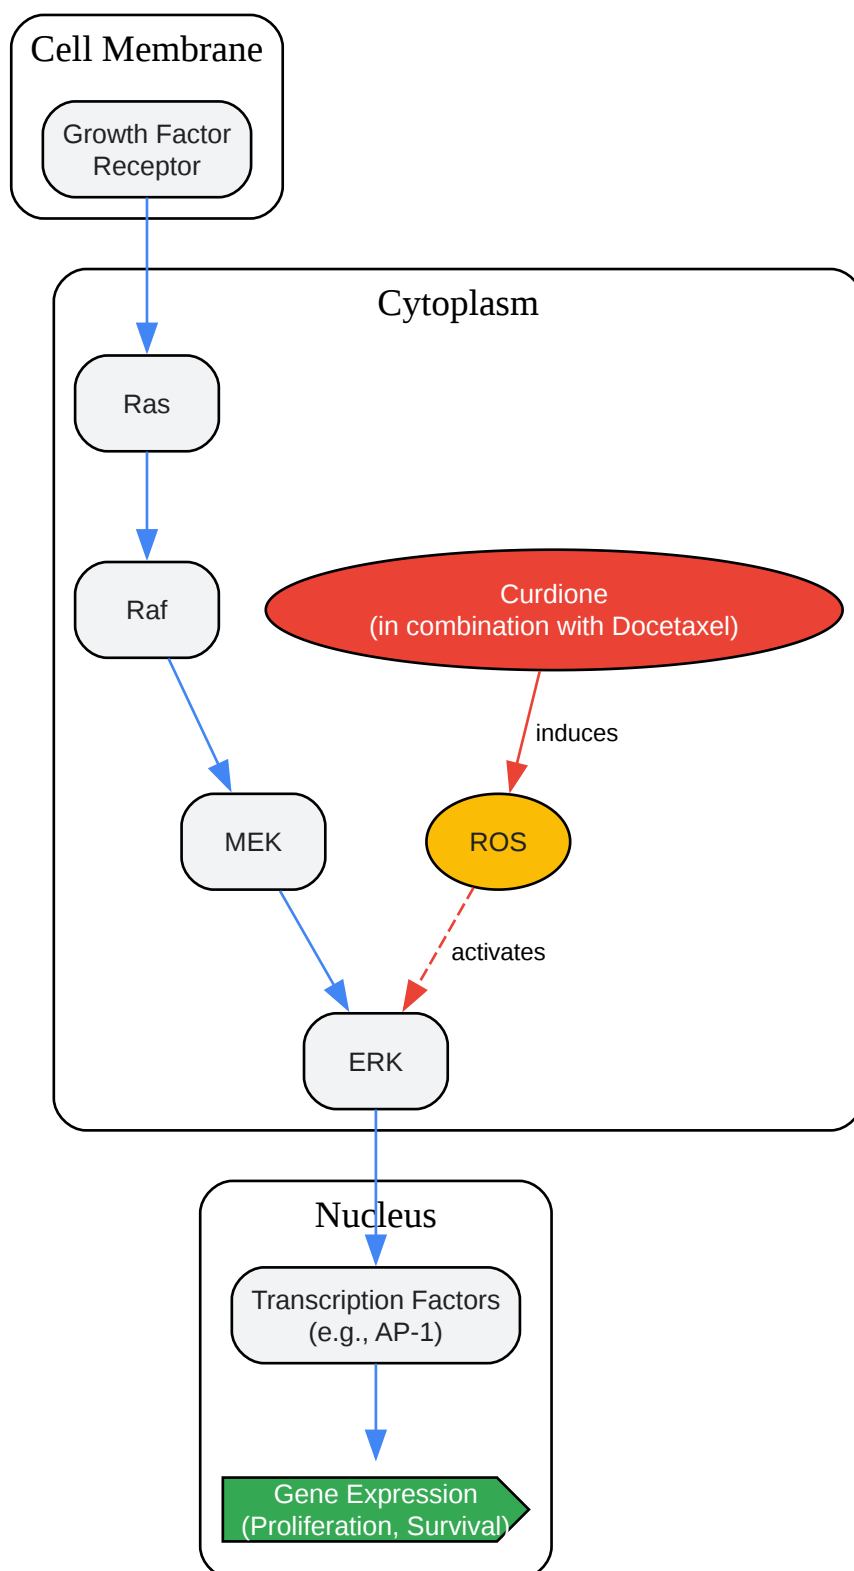 Cell Membrane
Growth Factor
Receptor
Cytoplasm
Ras
Raf
Curdione
(in combination with Docetaxel)
induces
MEK
ROS
activates
ERK
Nucleus
Transcription Factors
(e.g., AP-1)
Gene Expression
(Proliferation, Survival)